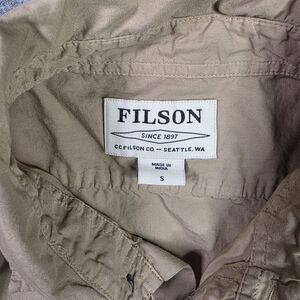 FILSON
SINCE 1897
C.C.FILSON CO. — SEATTLE, WA
MADE IN
INDIA
S